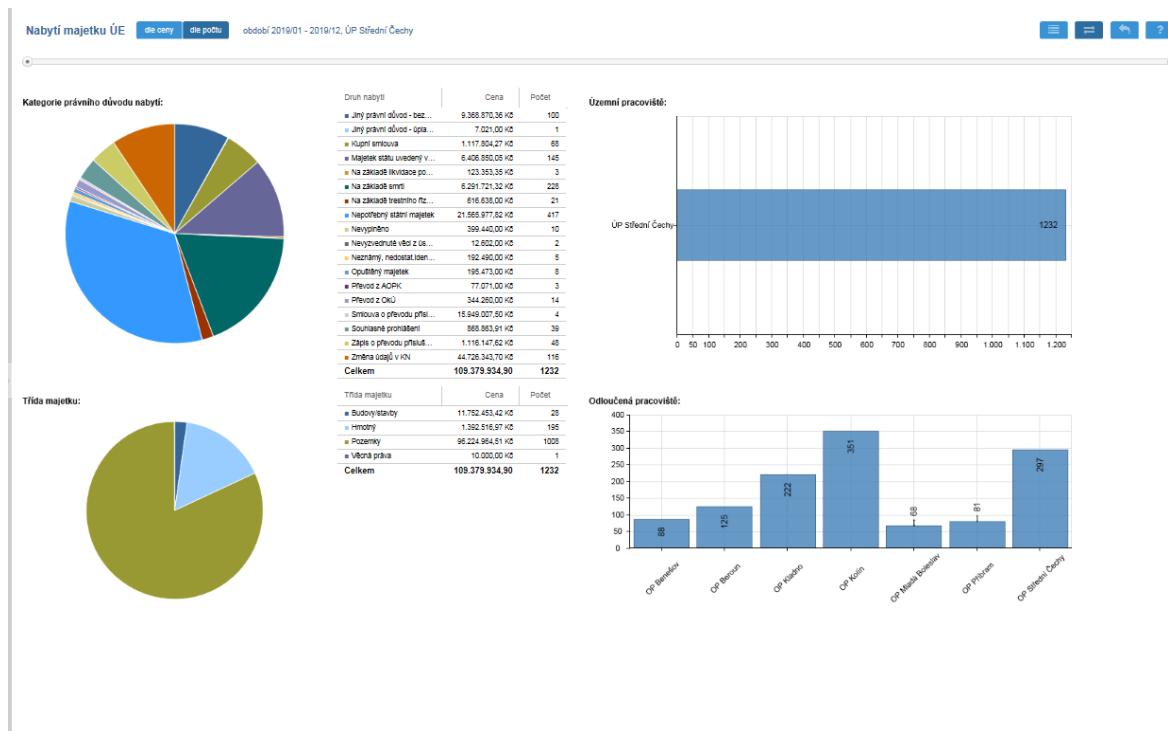 Nabytí majetku ÚE dle ceny dle počtu období 2019/01 - 2019/12, ÚP Střední Čechy ?
Kategorie právního důvodu nabytí:
Druh nabytí Cena Počet
Jiný právní důvod - bez... 9.368.870,36 Kč 100
Jiný právní důvod - úpla... 7.021,00 Kč 1
Kupní smlouva 1.117.804,27 Kč 68
Majetek státu uvedený v... 6.406.850,05 Kč 145
Na základě likvidace po... 123.353,35 Kč 3
Na základě smrti 6.291.721,32 Kč 228
Na základě trestního říz... 616.638,00 Kč 21
Nepotřebný státní majetek 21.565.977,82 Kč 417
Nevyplněno 399.440,00 Kč 10
Nevyzvednuté věci z ús... 12.602,00 Kč 2
Neznámý, nedostat.iden... 192.490,00 Kč 5
Opuštěný majetek 195.473,00 Kč 8
Převod z AOPK 77.071,00 Kč 3
Převod z OkÚ 344.260,00 Kč 14
Smlouva o převodu přísl... 15.949.007,50 Kč 4
Souhlasné prohlášení 868.863,91 Kč 39
Zápis o převodu přísluš... 1.116.147,62 Kč 48
Změna údajů v KN 44.726.343,70 Kč 116
Celkem 109.379.934,90 1232
Územní pracoviště:
ÚP Střední Čechy 1232
0 50 100 200 300 400 500 600 700 800 900 1.000 1.100 1.200
Třída majetku:
Třída majetku Cena Počet
Budovy/stavby 11.752.453,42 Kč 28
Hmotný 1.392.516,97 Kč 195
Pozemky 96.224.964,51 Kč 1008
Věcná práva 10.000,00 Kč 1
Celkem 109.379.934,90 1232
Odloučená pracoviště:
400
350
300
250
200
150
100
50
0
88 125 222 351 68 81 297
OP Benešov OP Beroun OP Kladno OP Kolín OP Mladá Boleslav OP Příbram OP Střední Čechy